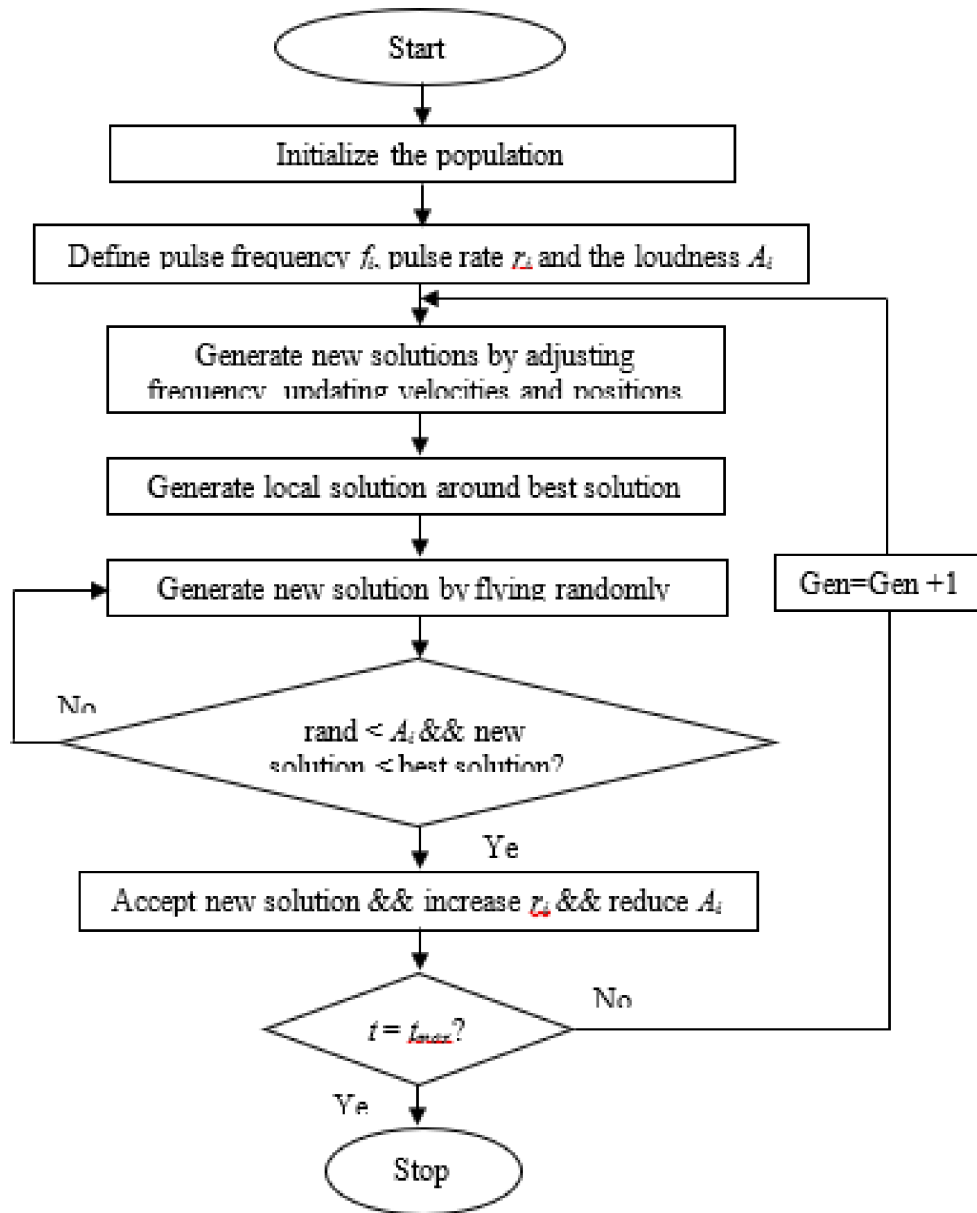 Start
Initialize the population
Define pulse frequency fᵢ, pulse rate rᵢ and the loudness Aᵢ
Generate new solutions by adjusting
frequency, updating velocities and positions
Generate local solution around best solution
Generate new solution by flying randomly
Gen=Gen +1
No
rand < Aᵢ && new
solution < best solution?
Ye
Accept new solution && increase rᵢ && reduce Aᵢ
No
t = tmax?
Ye
Stop